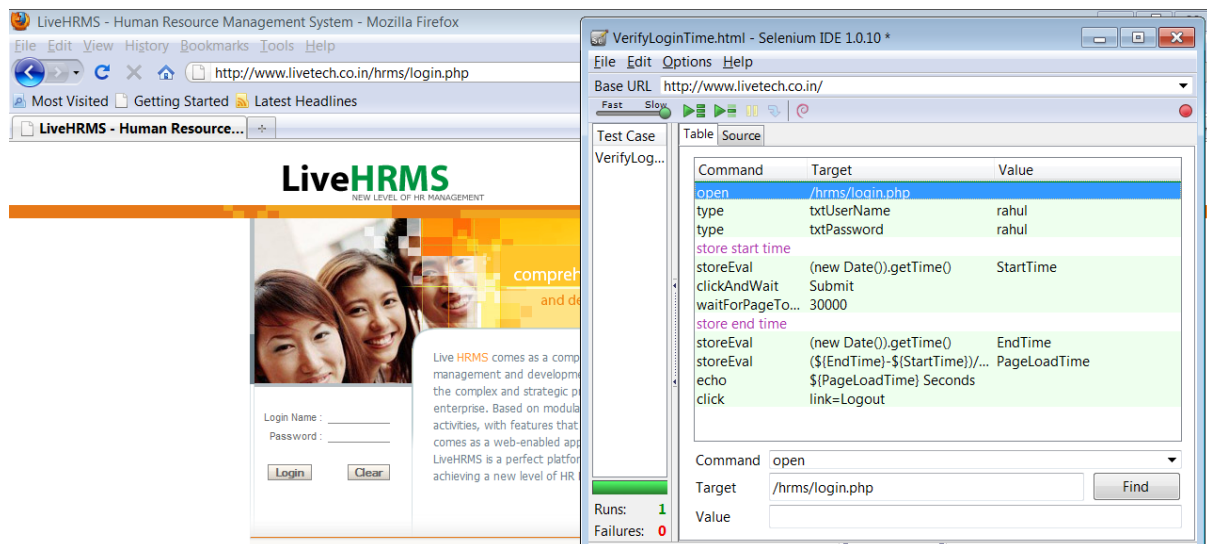 LiveHRMS - Human Resource Management System - Mozilla Firefox
File Edit View History Bookmarks Tools Help
http://www.livetech.co.in/hrms/login.php
Most Visited Getting Started Latest Headlines
LiveHRMS - Human Resource...
LiveHRMS
NEW LEVEL OF HR MANAGEMENT
compreh
and de
Live HRMS comes as a comp
management and developme
the complex and strategic p
enterprise. Based on modula
activities, with features that
comes as a web-enabled app
LiveHRMS is a perfect platfor
achieving a new level of HR
Login Name :
Password :
Login Clear
VerifyLoginTime.html - Selenium IDE 1.0.10 *
File Edit Options Help
Base URL http://www.livetech.co.in/
Fast Slow
Test Case
VerifyLog...
Table Source
Command Target Value
open /hrms/login.php
type txtUserName rahul
type txtPassword rahul
store start time
storeEval (new Date()).getTime() StartTime
clickAndWait Submit
waitForPageTo... 30000
store end time
storeEval (new Date()).getTime() EndTime
storeEval (${EndTime}-${StartTime})/... PageLoadTime
echo ${PageLoadTime} Seconds
click link=Logout
Command open
Target /hrms/login.php Find
Value
Runs: 1
Failures: 0